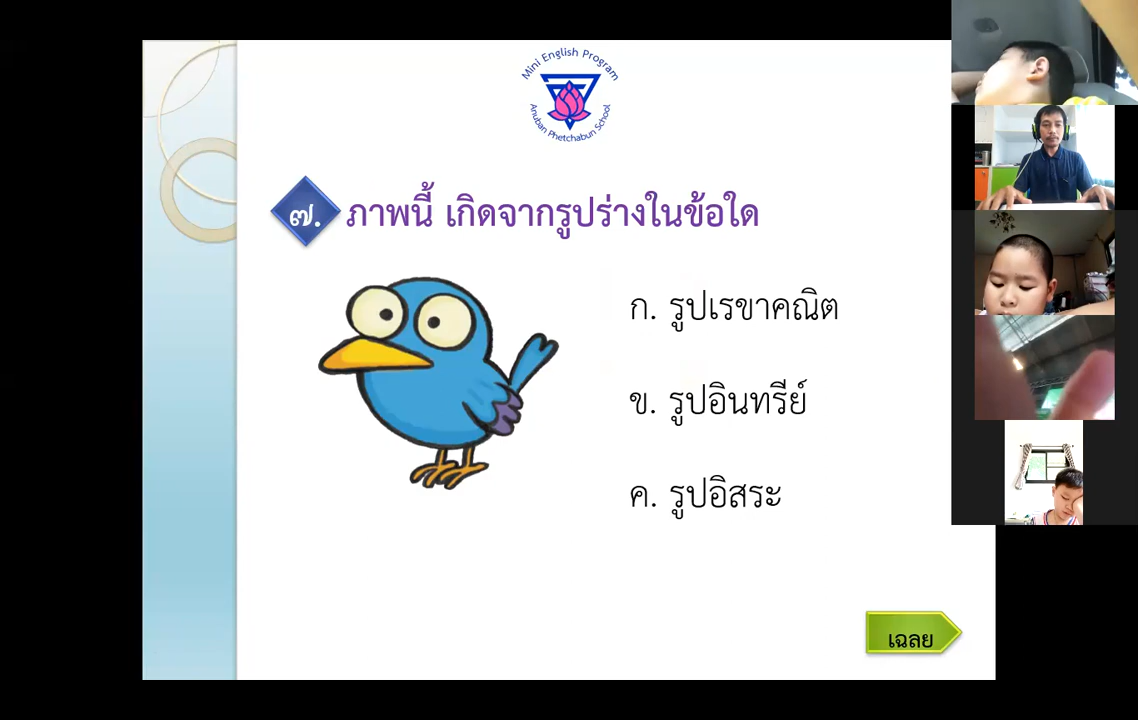 Mini English Program
Anuban Phetchabun School
๗. ภาพนี้ เกิดจากรูปร่างในข้อใด
ก. รูปเรขาคณิต
ข. รูปอินทรีย์
ค. รูปอิสระ
เฉลย